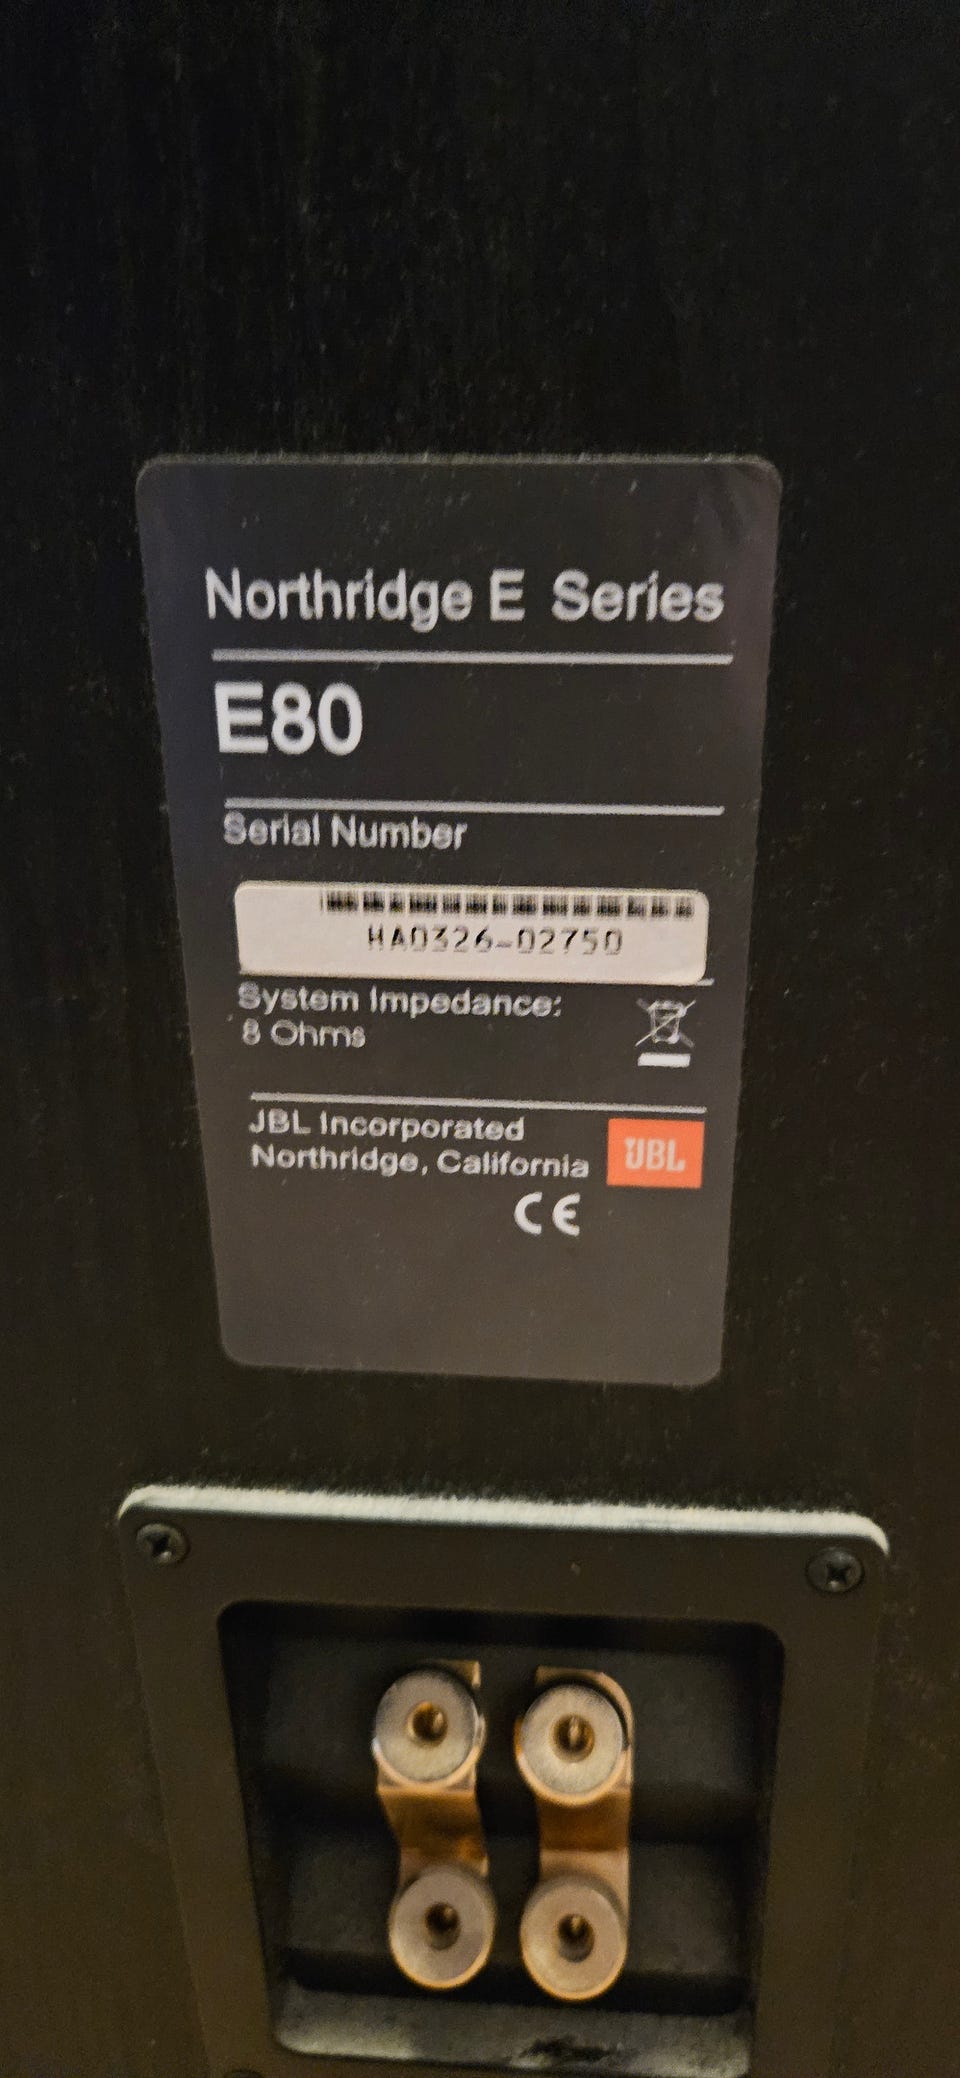 Northridge E Series
E80
Serial Number
HA0326-02750
System Impedance:
8 Ohms
JBL Incorporated
Northridge, California
JBL
CE